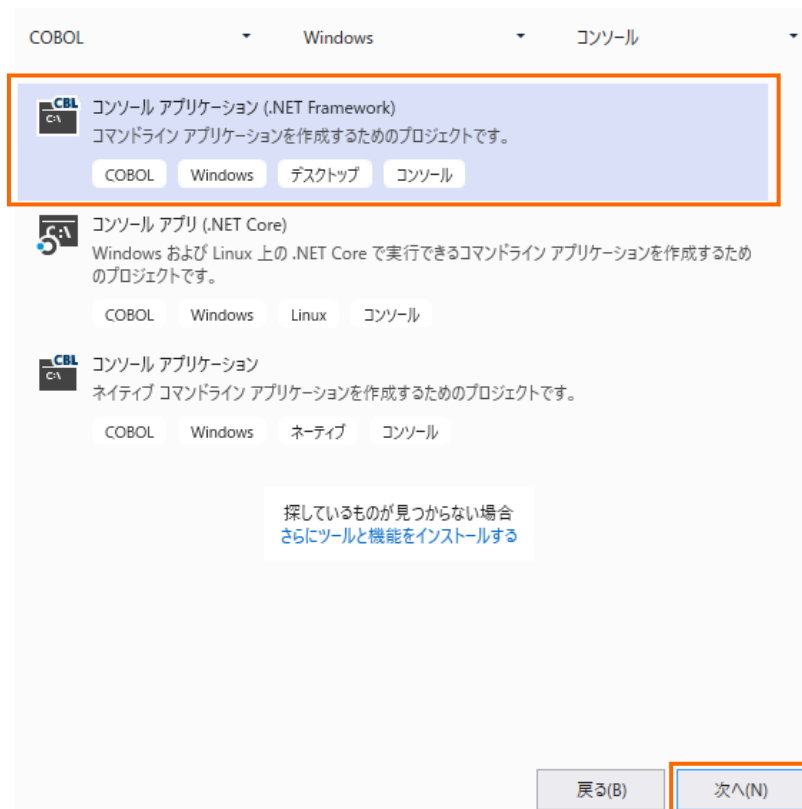 COBOL Windows コンソール
CBL
C:\
コンソール アプリケーション (.NET Framework)
コマンドライン アプリケーションを作成するためのプロジェクトです。
COBOL Windows デスクトップ コンソール
C:\
コンソール アプリ (.NET Core)
Windows および Linux 上の .NET Core で実行できるコマンドライン アプリケーションを作成するため
のプロジェクトです。
COBOL Windows Linux コンソール
CBL
C:\
コンソール アプリケーション
ネイティブ コマンドライン アプリケーションを作成するためのプロジェクトです。
COBOL Windows ネーティブ コンソール
探しているものが見つからない場合
さらにツールと機能をインストールする
戻る(B) 次へ(N)